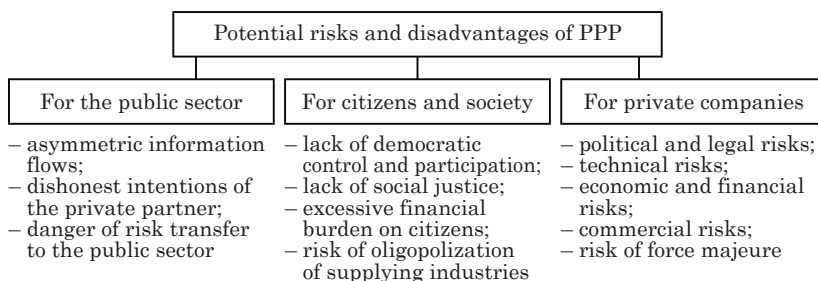 Potential risks and disadvantages of PPP
For the public sector
– asymmetric information
flows;
– dishonest intentions of
the private partner;
– danger of risk transfer
to the public sector
For citizens and society
– lack of democratic
control and participation;
– lack of social justice;
– excessive financial
burden on citizens;
– risk of oligopolization
of supplying industries
For private companies
– political and legal risks;
– technical risks;
– economic and financial
risks;
– commercial risks;
– risk of force majeure